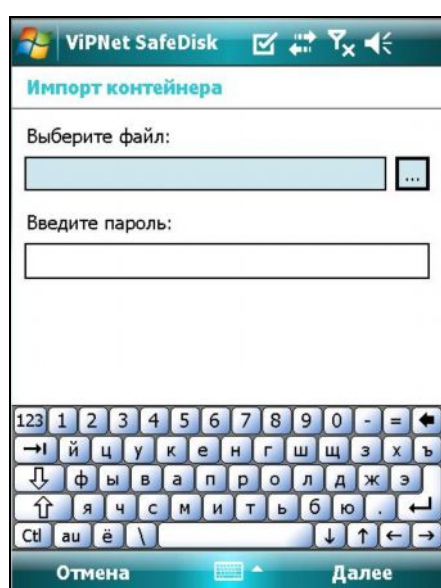 ViPNet SafeDisk
Импорт контейнера
Выберите файл:
...
Введите пароль:
123 1 2 3 4 5 6 7 8 9 0 - =
й ц у к е н г ш щ з х ъ
ф ы в а п р о л д ж э
я ч с м и т ь б ю .
Ctl au ё \
Отмена Далее